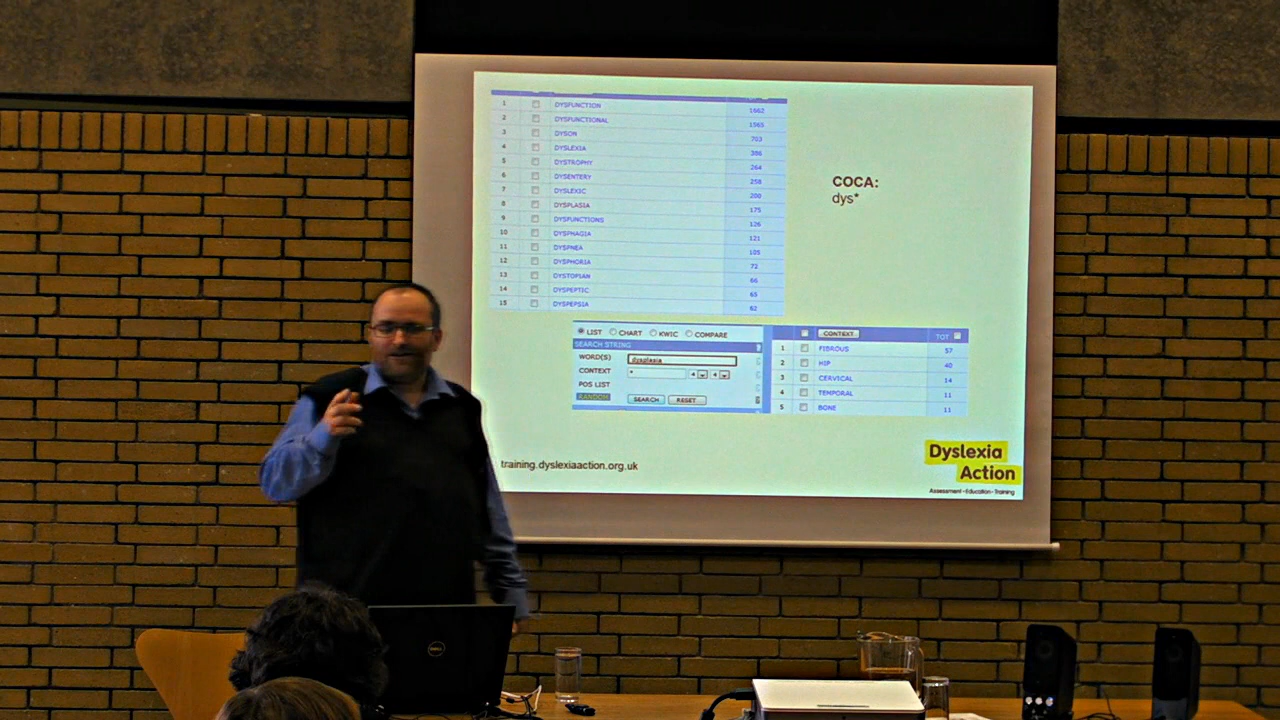 1 DYSFUNCTION 1662
2 DYSFUNCTIONAL 1565
3 DYSON 703
4 DYSLEXIA 386
5 DYSTROPHY 264
6 DYSENTERY 258
7 DYSLEXIC 200
8 DYSPLASIA 175
9 DYSFUNCTIONS 126
10 DYSPHAGIA 121
11 DYSPNEA 105
12 DYSPHORIA 72
13 DYSTOPIAN 66
14 DYSPEPTIC 65
15 DYSPEPSIA 62
COCA:
dys*
LIST CHART KWIC COMPARE
SEARCH STRING
WORD(S) dysplasia
CONTEXT * 4 4
POS LIST
RANDOM SEARCH RESET
CONTEXT TOT
1 FIBROUS 57
2 HIP 40
3 CERVICAL 14
4 TEMPORAL 11
5 BONE 11
training.dyslexiaaction.org.uk
Dyslexia
Action
Assessment • Education • Training
DELL